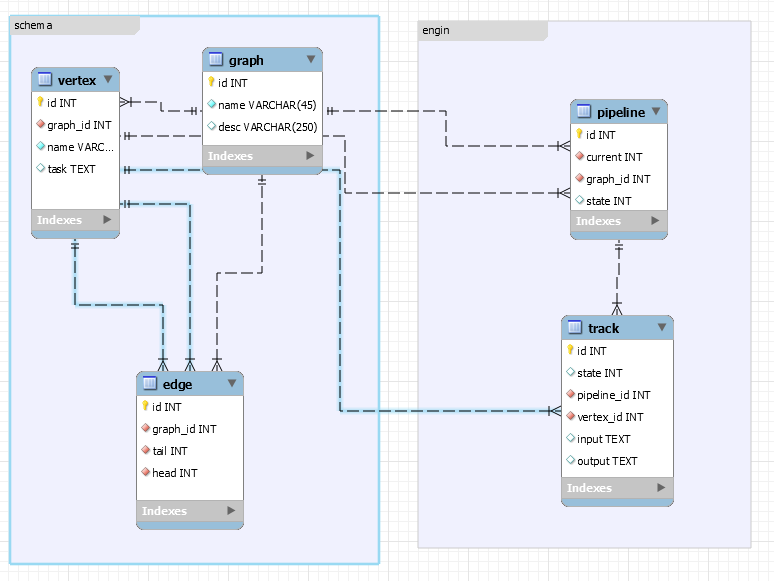 schema
engin
vertex
id INT
graph_id INT
name VARC...
task TEXT
Indexes
graph
id INT
name VARCHAR(45)
desc VARCHAR(250)
Indexes
pipeline
id INT
current INT
graph_id INT
state INT
Indexes
edge
id INT
graph_id INT
tail INT
head INT
Indexes
track
id INT
state INT
pipeline_id INT
vertex_id INT
input TEXT
output TEXT
Indexes